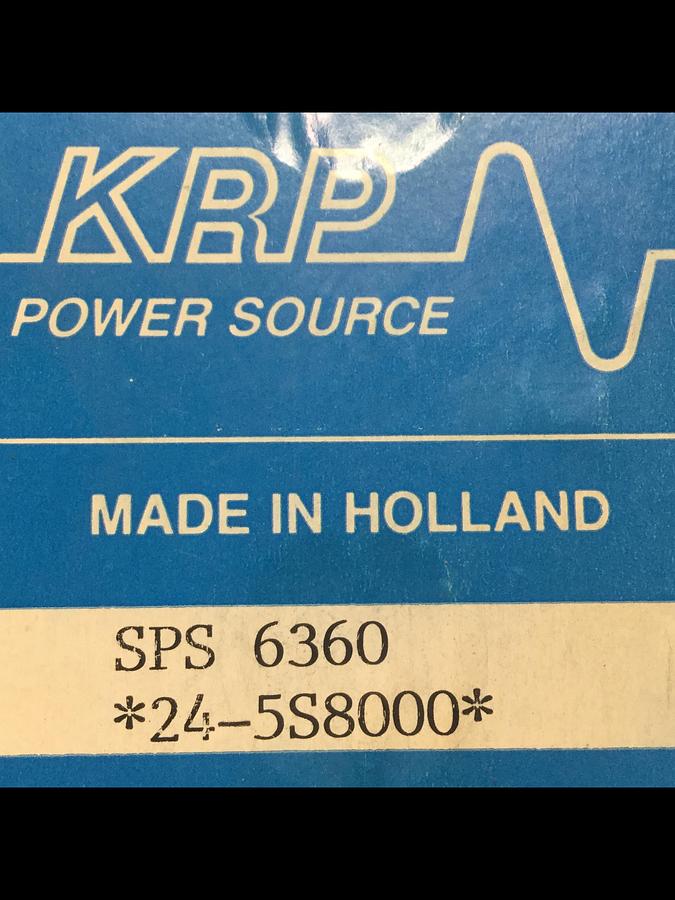 KRP
POWER SOURCE
MADE IN HOLLAND
SPS 6360
*24-5S8000*